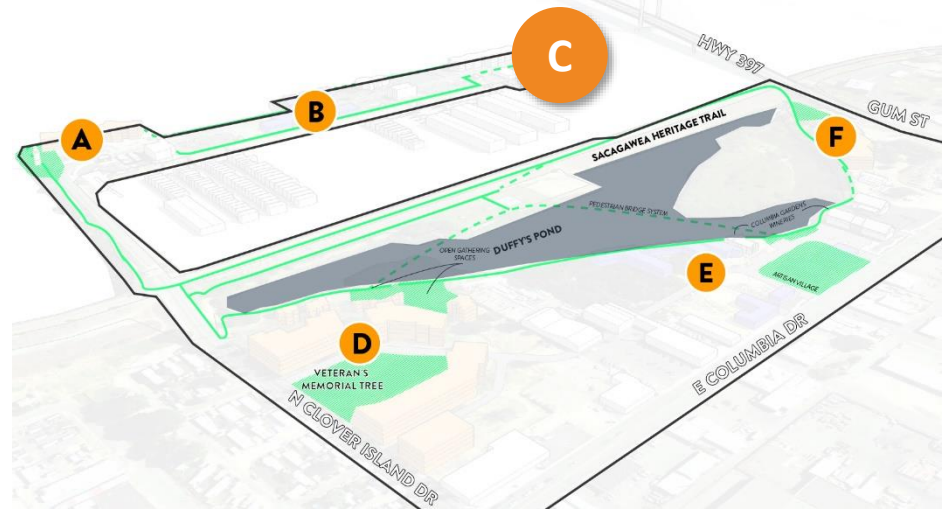 C
HWY 397
GUM ST
A
B
F
SACAGAWEA HERITAGE TRAIL
PEDESTRIAN BRIDGE SYSTEM
COLUMBIA GARDENS
WINERIES
OPEN GATHERING
SPACES
DUFFY'S POND
E
ARTISAN VILLAGE
D
VETERAN'S
MEMORIAL TREE
E COLUMBIA DR
N CLOVER ISLAND DR